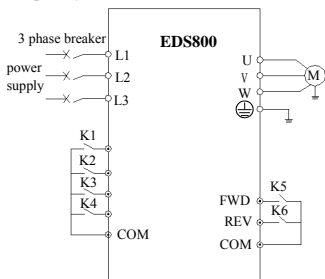 3 phase breaker
EDS800
L1
power
L2
supply
L3
U
V
W
M
K1
K2
K3
K4
COM
FWD
K5
REV
K6
COM